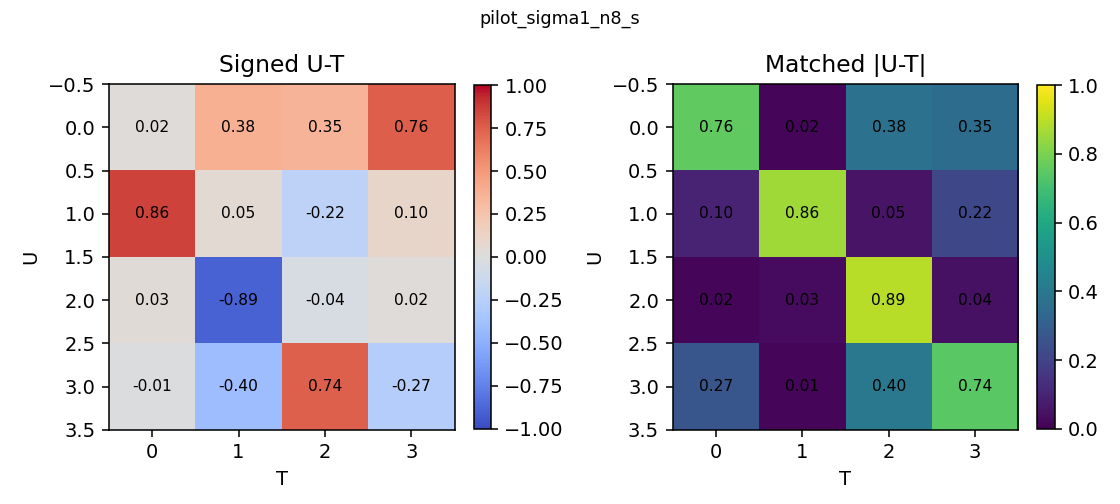 pilot_sigma1_n8_s
Signed U-T
−0.5
0.0
0.5
1.0
1.5
2.0
2.5
3.0
3.5
U
0.02 0.38 0.35 0.76
0.86 0.05 -0.22 0.10
0.03 -0.89 -0.04 0.02
-0.01 -0.40 0.74 -0.27
0 1 2 3
T
1.00
0.75
0.50
0.25
0.00
−0.25
−0.50
−0.75
−1.00
Matched |U-T|
−0.5
0.0
0.5
1.0
1.5
2.0
2.5
3.0
3.5
U
0.76 0.02 0.38 0.35
0.10 0.86 0.05 0.22
0.02 0.03 0.89 0.04
0.27 0.01 0.40 0.74
0 1 2 3
T
1.0
0.8
0.6
0.4
0.2
0.0